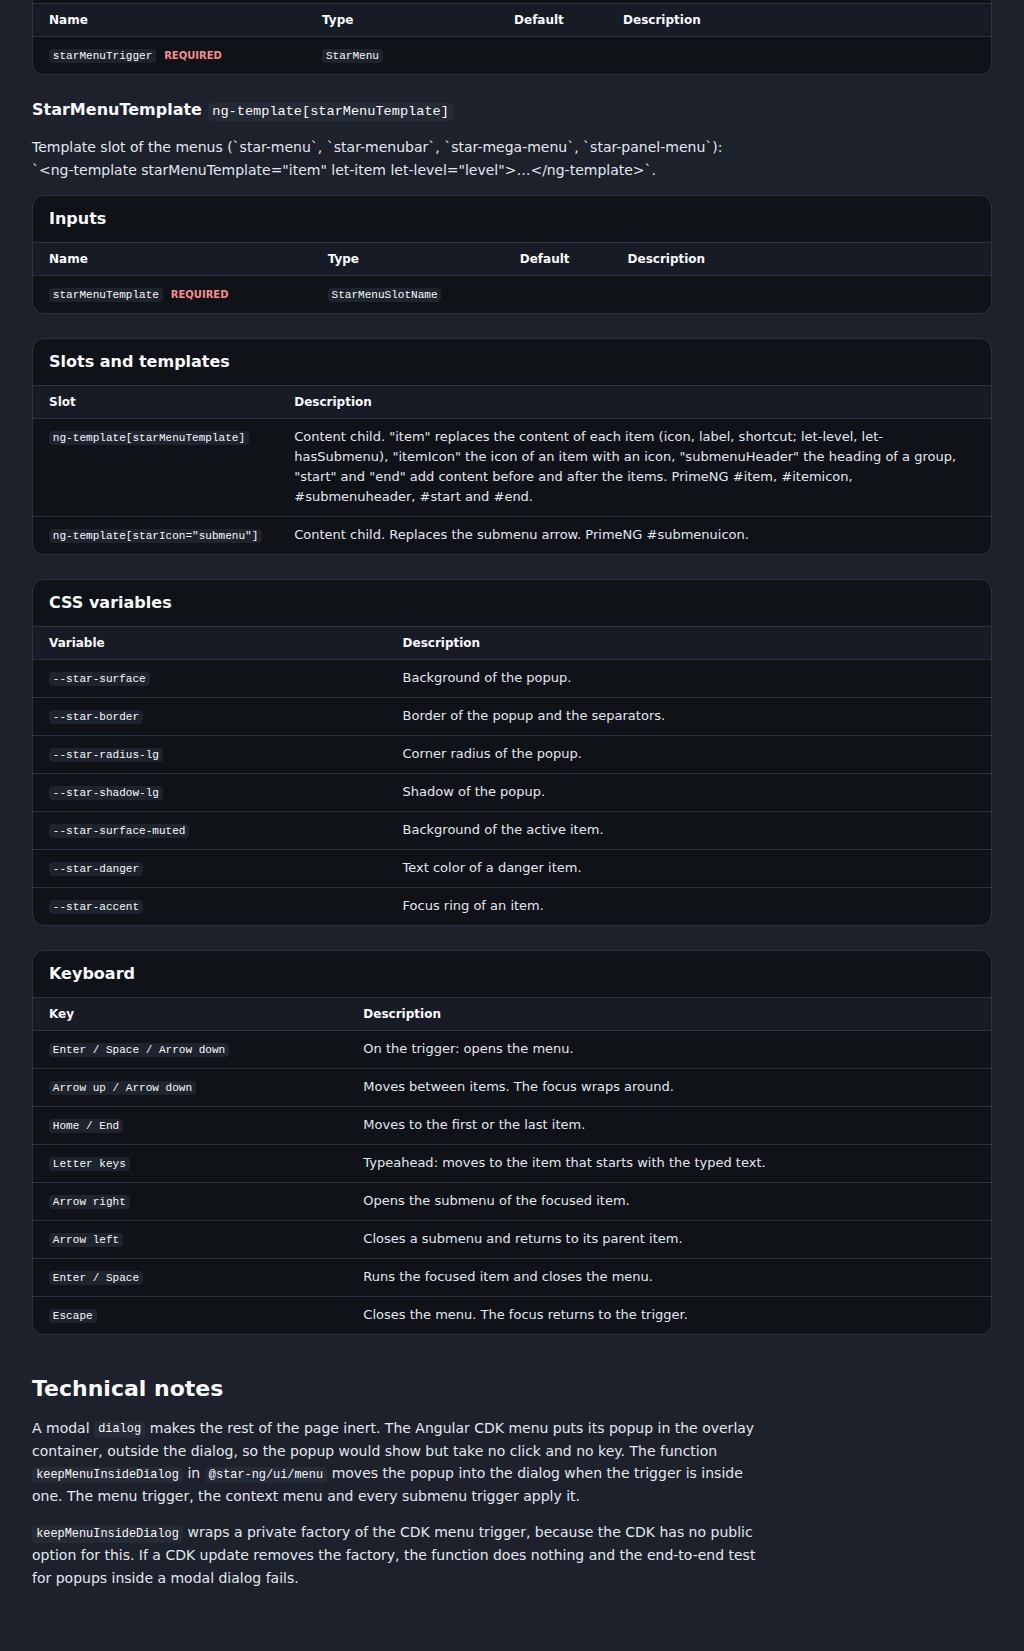 Name Type Default Description
starMenuTrigger REQUIRED StarMenu
StarMenuTemplate ng-template[starMenuTemplate]
Template slot of the menus (`star-menu`, `star-menubar`, `star-mega-menu`, `star-panel-menu`):
`<ng-template starMenuTemplate="item" let-item let-level="level">…</ng-template>`.
Inputs
Name Type Default Description
starMenuTemplate REQUIRED StarMenuSlotName
Slots and templates
Slot Description
ng-template[starMenuTemplate] Content child. "item" replaces the content of each item (icon, label, shortcut; let-level, let-
hasSubmenu), "itemIcon" the icon of an item with an icon, "submenuHeader" the heading of a group,
"start" and "end" add content before and after the items. PrimeNG #item, #itemicon,
#submenuheader, #start and #end.
ng-template[starIcon="submenu"] Content child. Replaces the submenu arrow. PrimeNG #submenuicon.
CSS variables
Variable Description
--star-surface Background of the popup.
--star-border Border of the popup and the separators.
--star-radius-lg Corner radius of the popup.
--star-shadow-lg Shadow of the popup.
--star-surface-muted Background of the active item.
--star-danger Text color of a danger item.
--star-accent Focus ring of an item.
Keyboard
Key Description
Enter / Space / Arrow down On the trigger: opens the menu.
Arrow up / Arrow down Moves between items. The focus wraps around.
Home / End Moves to the first or the last item.
Letter keys Typeahead: moves to the item that starts with the typed text.
Arrow right Opens the submenu of the focused item.
Arrow left Closes a submenu and returns to its parent item.
Enter / Space Runs the focused item and closes the menu.
Escape Closes the menu. The focus returns to the trigger.
Technical notes
A modal dialog makes the rest of the page inert. The Angular CDK menu puts its popup in the overlay
container, outside the dialog, so the popup would show but take no click and no key. The function
keepMenuInsideDialog in @star-ng/ui/menu moves the popup into the dialog when the trigger is inside
one. The menu trigger, the context menu and every submenu trigger apply it.
keepMenuInsideDialog wraps a private factory of the CDK menu trigger, because the CDK has no public
option for this. If a CDK update removes the factory, the function does nothing and the end-to-end test
for popups inside a modal dialog fails.